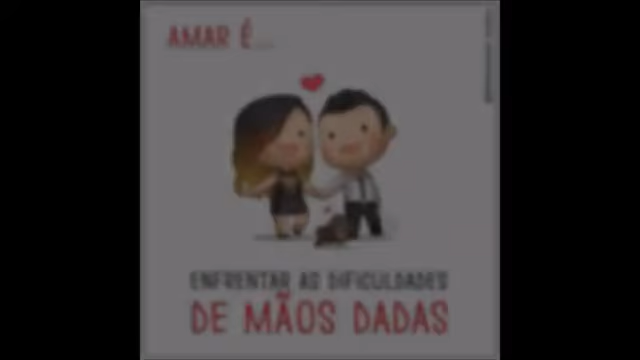 AMAR É...
ENFRENTAR AS DIFICULDADES
DE MÃOS DADAS